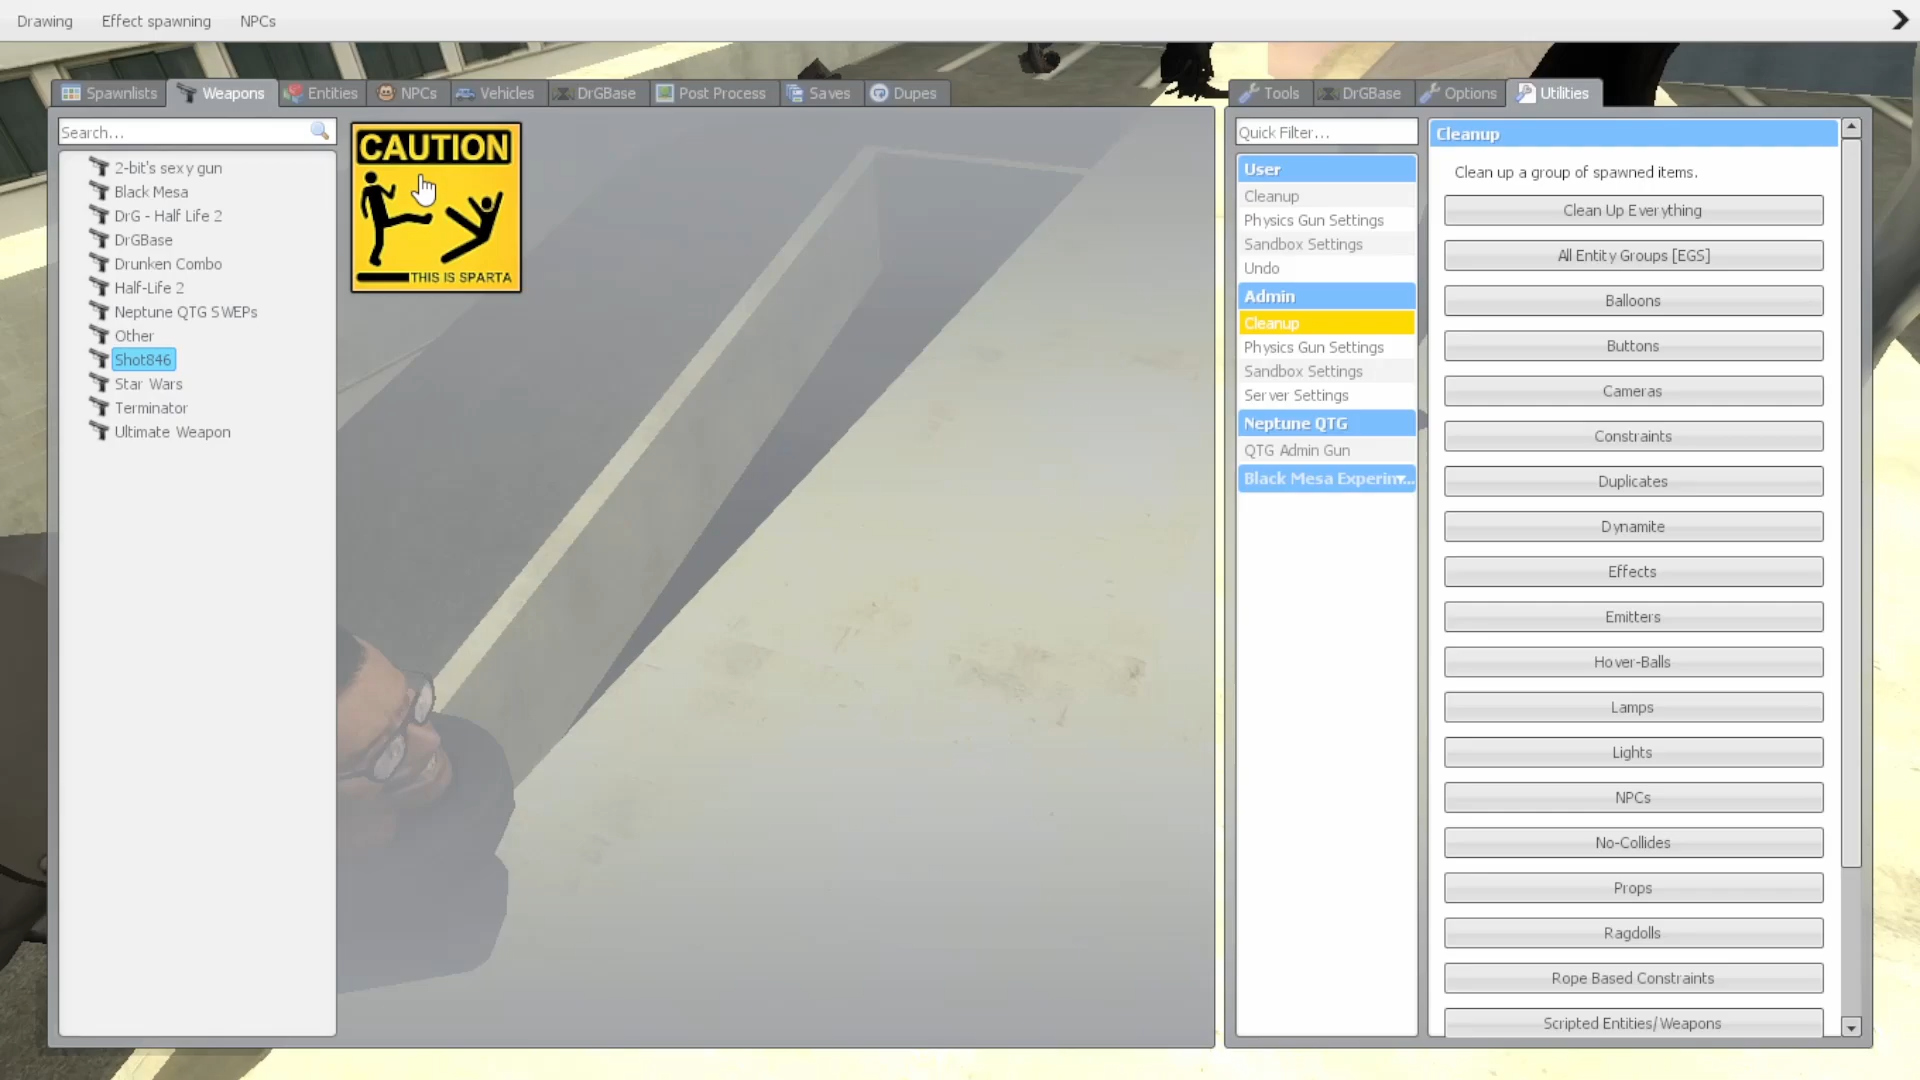 Drawing
Effect spawning
NPCs
Spawnlists
Weapons
Entities
NPCs
Vehicles
DrGBase
Post Process
Saves
Dupes
Search...
2-bit's sexy gun
Black Mesa
DrG - Half Life 2
DrGBase
Drunken Combo
Half-Life 2
Neptune QTG SWEPs
Other
Shot846
Star Wars
Terminator
Ultimate Weapon
CAUTION
THIS IS SPARTA
Tools
DrGBase
Options
Utilities
Quick Filter...
User
Cleanup
Physics Gun Settings
Sandbox Settings
Undo
Admin
Cleanup
Physics Gun Settings
Sandbox Settings
Server Settings
Neptune QTG
QTG Admin Gun
Black Mesa Experim...
Cleanup
Clean up a group of spawned items.
Clean Up Everything
All Entity Groups [EGS]
Balloons
Buttons
Cameras
Constraints
Duplicates
Dynamite
Effects
Emitters
Hover-Balls
Lamps
Lights
NPCs
No-Collides
Props
Ragdolls
Rope Based Constraints
Scripted Entities/Weapons